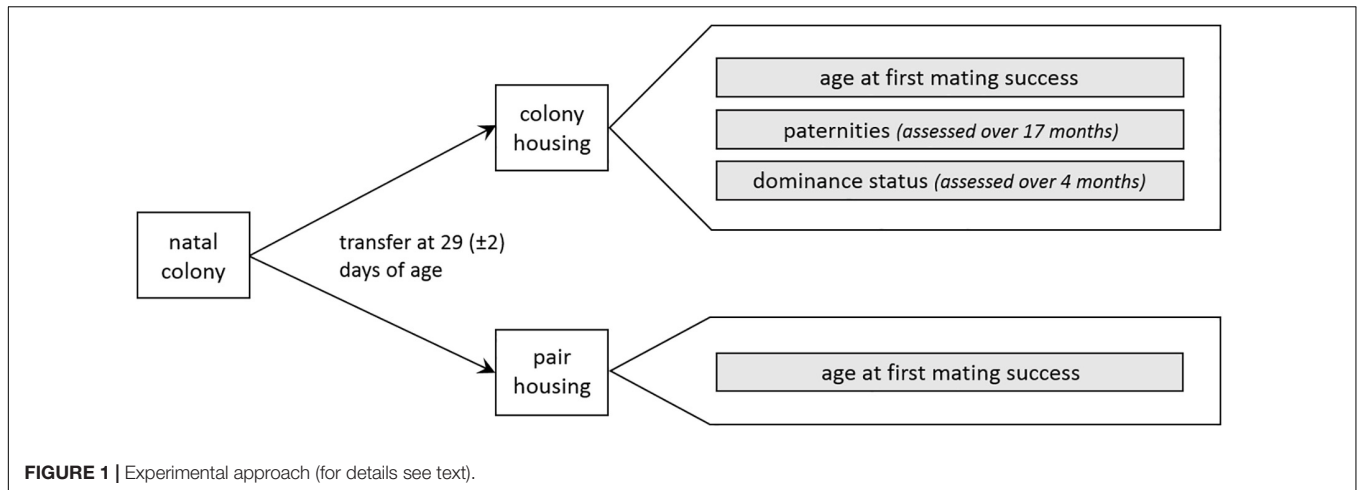 natal
colony
transfer at 29 (±2)
days of age
colony
housing
age at first mating success
paternities (assessed over 17 months)
dominance status (assessed over 4 months)
pair
housing
age at first mating success
FIGURE 1 | Experimental approach (for details see text).